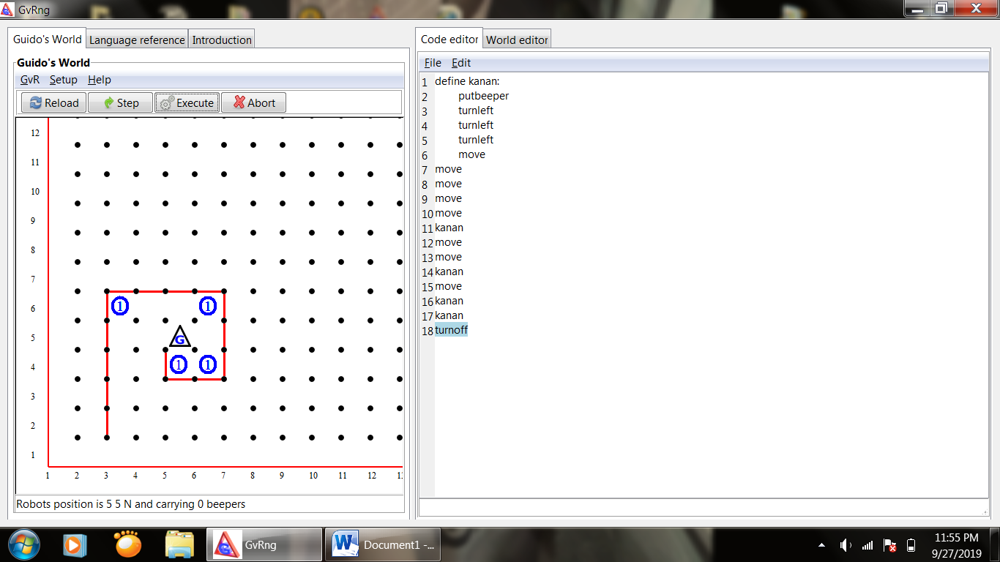 GvRng
Guido's World Language reference Introduction
Guido's World
GvR Setup Help
Reload Step Execute Abort
12
11
10
9
8
7
6 1 1
5 G
4 1 1
3
2
1
1 2 3 4 5 6 7 8 9 10 11 12
Robots position is 5 5 N and carrying 0 beepers
Code editor World editor
File Edit
1 define kanan:
2 putbeeper
3 turnleft
4 turnleft
5 turnleft
6 move
7 move
8 move
9 move
10 move
11 kanan
12 move
13 move
14 kanan
15 move
16 kanan
17 kanan
18 turnoff
GvRng Document1 -...
11:55 PM
9/27/2019